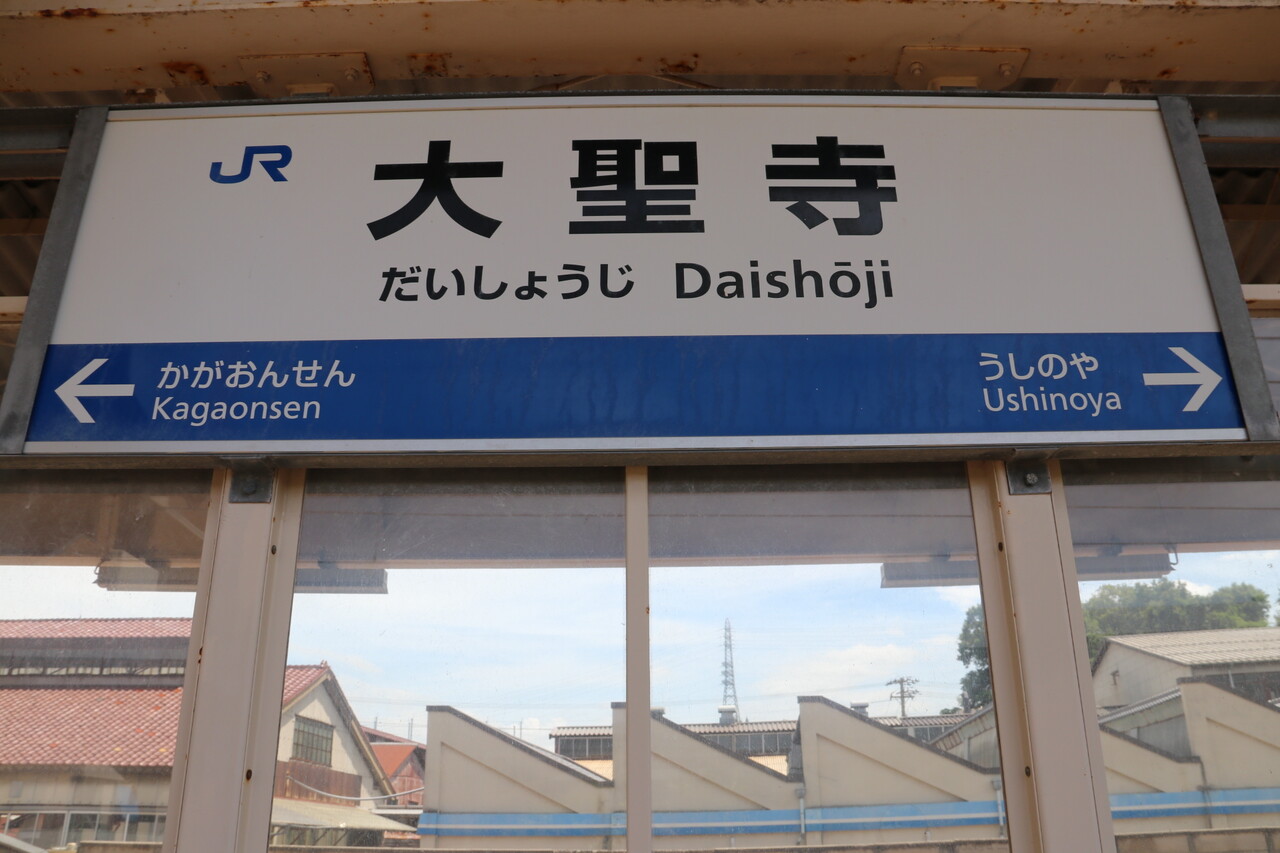 JR 大聖寺
だいしょうじ Daishōji
← かがおんせん
Kagaonsen
うしのや →
Ushinoya